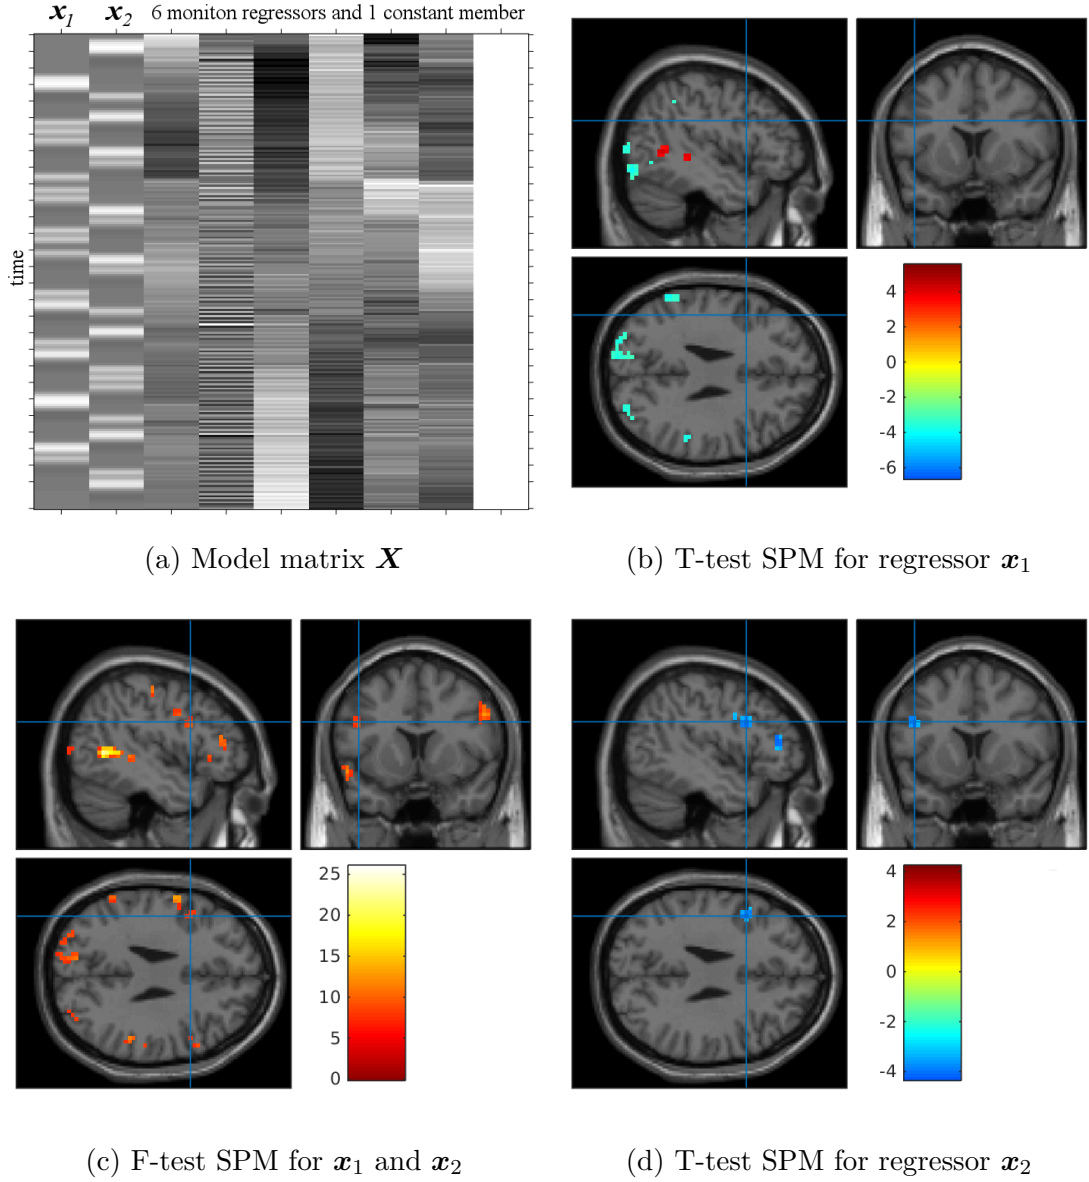 x1 x2 6 moniton regressors and 1 constant member
time
4
2
0
-2
-4
-6
(a) Model matrix X
(b) T-test SPM for regressor x1
25
20
15
10
5
0
4
2
0
-2
-4
(c) F-test SPM for x1 and x2
(d) T-test SPM for regressor x2